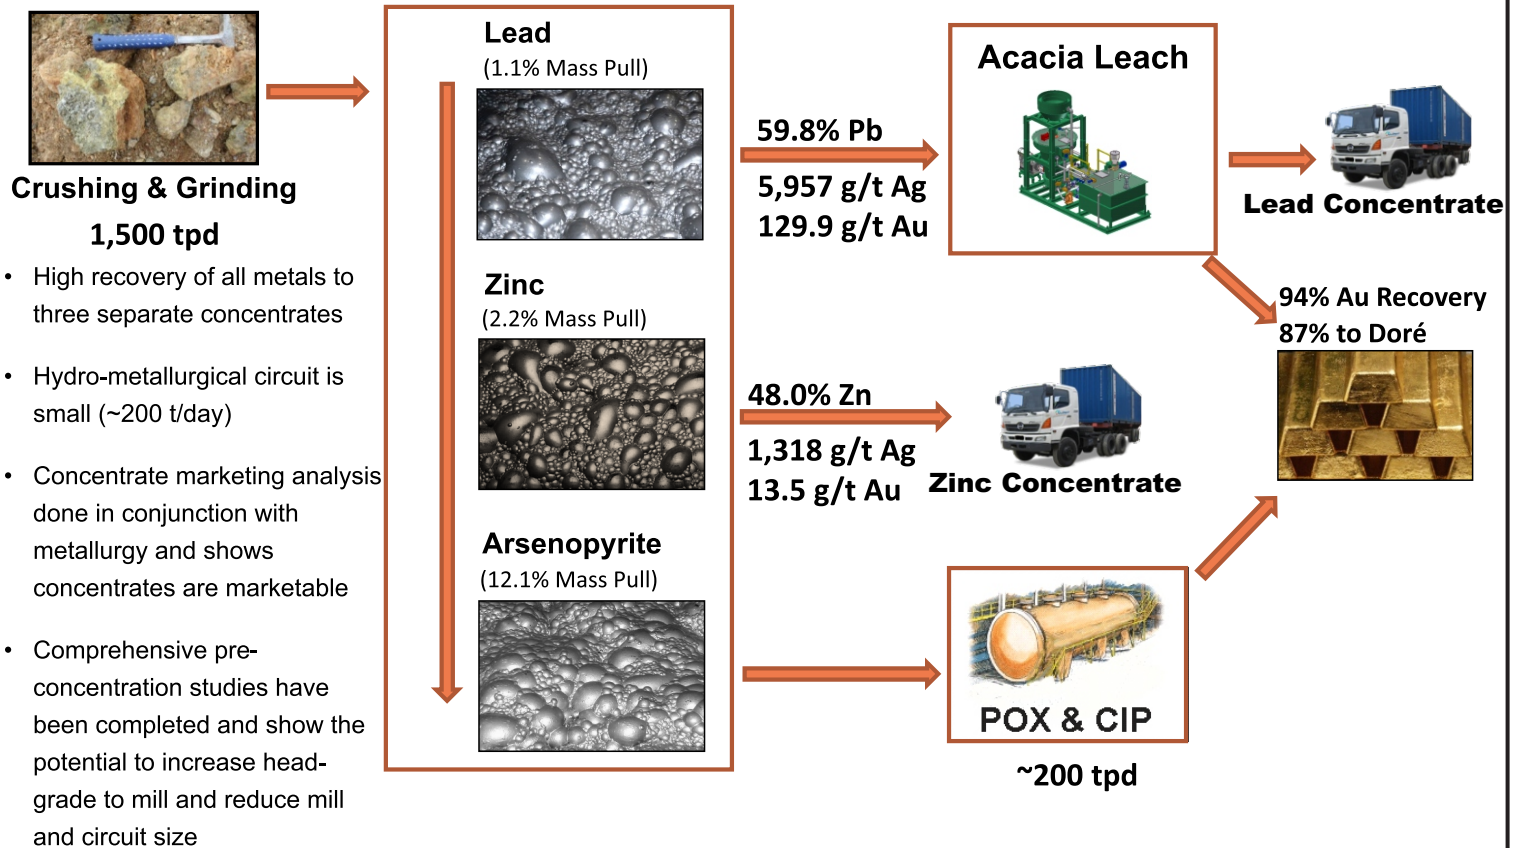 Crushing & Grinding
1,500 tpd
• High recovery of all metals to
three separate concentrates
• Hydro-metallurgical circuit is
small (~200 t/day)
• Concentrate marketing analysis
done in conjunction with
metallurgy and shows
concentrates are marketable
• Comprehensive pre-
concentration studies have
been completed and show the
potential to increase head-
grade to mill and reduce mill
and circuit size
Lead
(1.1% Mass Pull)
Zinc
(2.2% Mass Pull)
Arsenopyrite
(12.1% Mass Pull)
59.8% Pb
5,957 g/t Ag
129.9 g/t Au
Acacia Leach
Lead Concentrate
48.0% Zn
1,318 g/t Ag
13.5 g/t Au
Zinc Concentrate
94% Au Recovery
87% to Doré
POX & CIP
~200 tpd